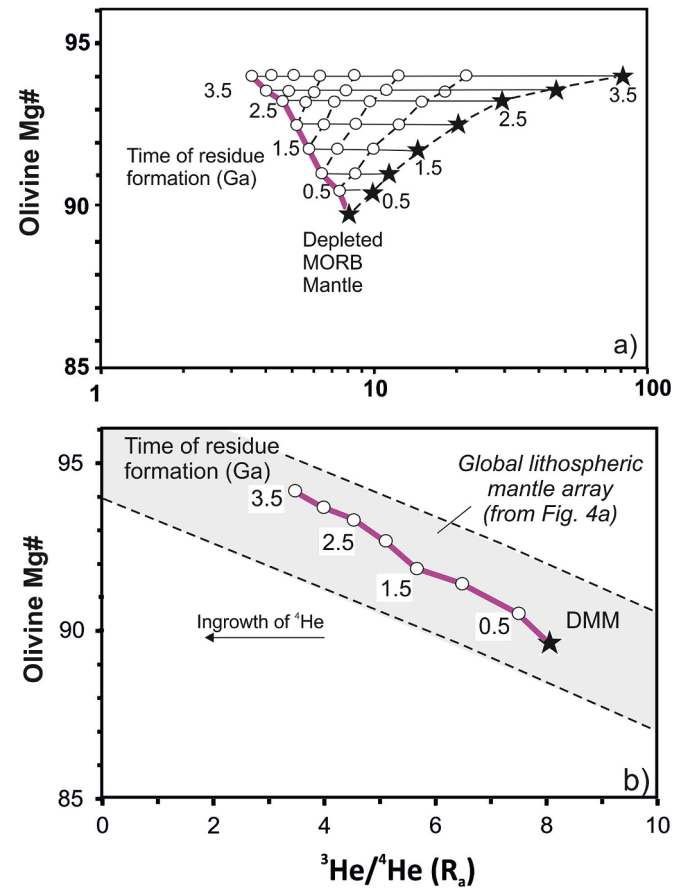 95
3.5
3.5
2.5
2.5
Time of residue
formation (Ga)
1.5
1.5
0.5
0.5
90
Olivine Mg#
Depleted
MORB
Mantle
a)
85
1
10
100
Time of residue
formation (Ga)
95
Global lithospheric
mantle array
(from Fig. 4a)
3.5
2.5
1.5
Ingrowth of ⁴He
0.5
DMM
90
Olivine Mg#
b)
85
0
2
4
6
8
10
³He/⁴He (Rₐ)